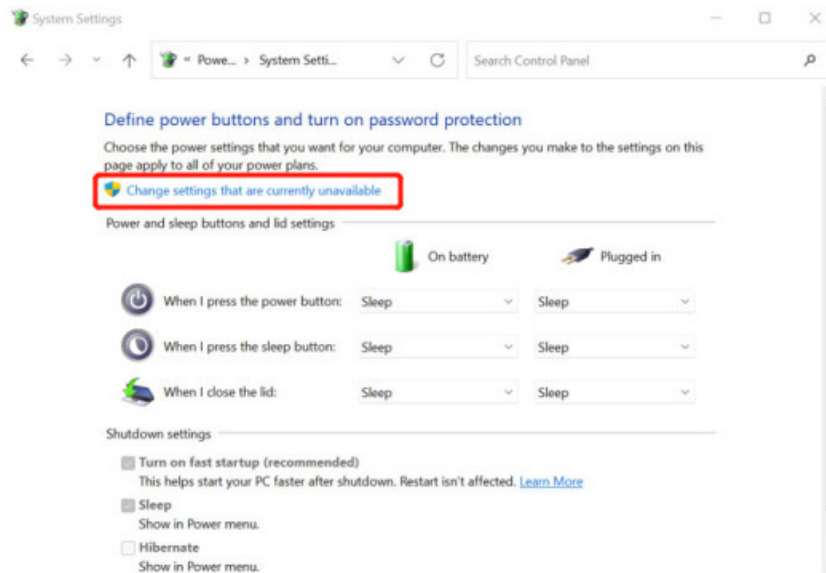 System Settings
« Powe... › System Setti...
Search Control Panel
Define power buttons and turn on password protection
Choose the power settings that you want for your computer. The changes you make to the settings on this
page apply to all of your power plans.
Change settings that are currently unavailable
Power and sleep buttons and lid settings
On battery
Plugged in
When I press the power button: Sleep Sleep
When I press the sleep button: Sleep Sleep
When I close the lid: Sleep Sleep
Shutdown settings
Turn on fast startup (recommended)
This helps start your PC faster after shutdown. Restart isn't affected. Learn More
Sleep
Show in Power menu.
Hibernate
Show in Power menu.